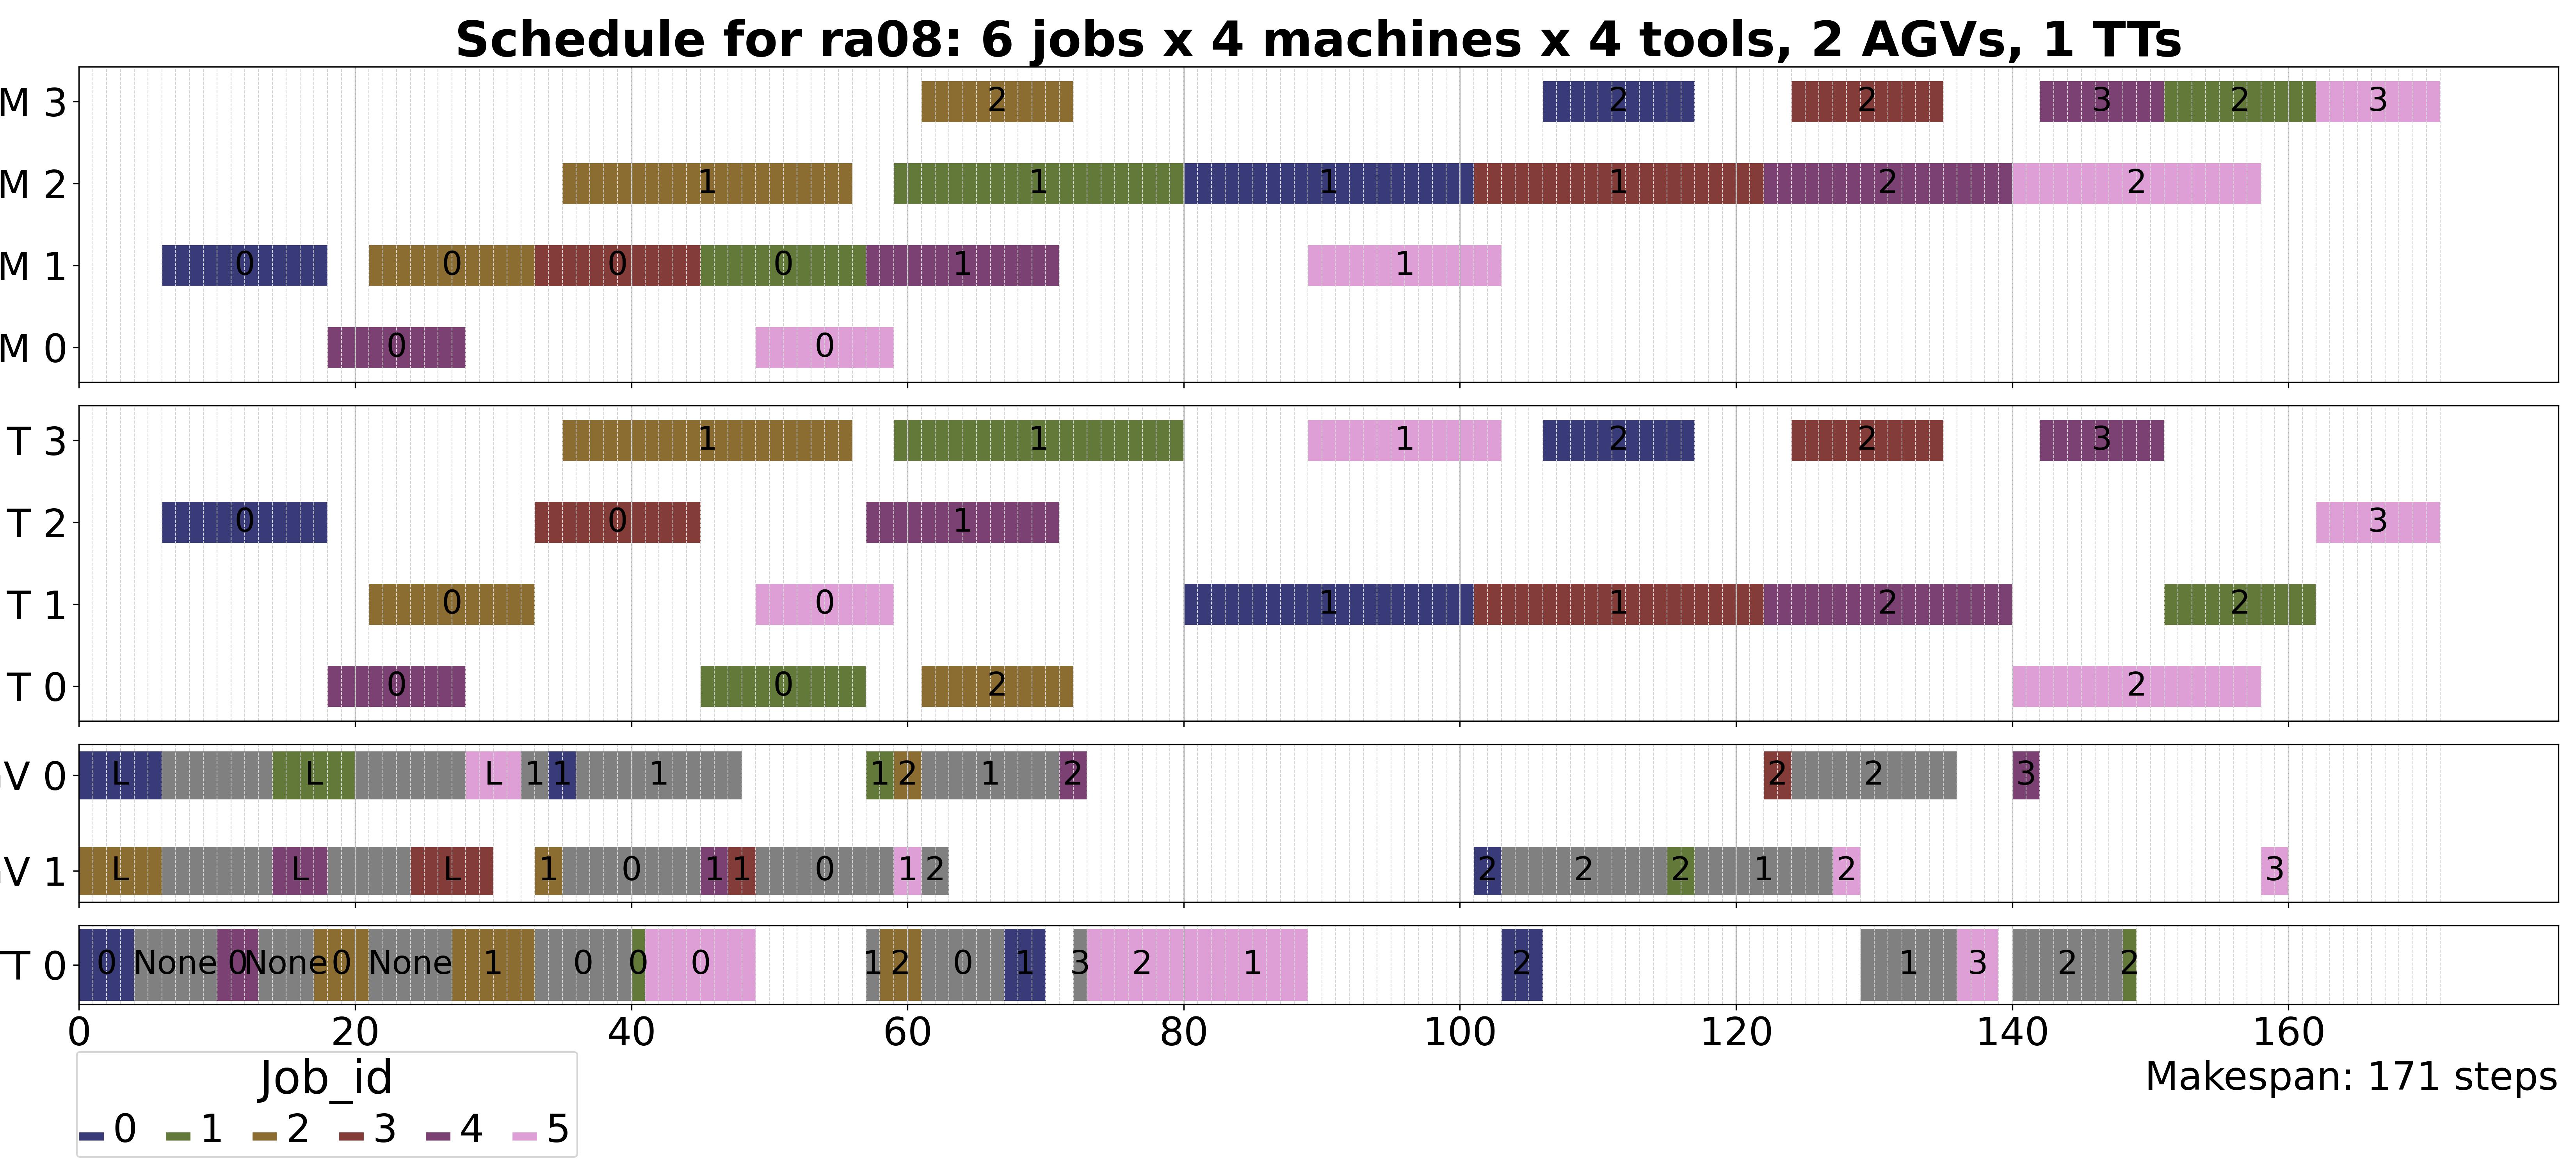 Schedule for ra08: 6 jobs x 4 machines x 4 tools, 2 AGVs, 1 TTs
M 3 2 2 2 3 2 3
M 2 1 1 1 1 2 2
M 1 0 0 0 0 1 1
M 0 0 0
T 3 1 1 1 2 2 3
T 2 0 0 1 3
T 1 0 0 1 1 2 2
T 0 0 0 2 2
V 0 L L L 1 1 1 1 2 1 2 2 2 3
V 1 L L L 1 0 1 1 0 1 2 2 2 2 1 2 3
T 0 0 None 0 None 0 None 1 0 0 0 1 2 0 1 3 2 1 2 1 3 2 2
0 20 40 60 80 100 120 140 160
Job_id
0 1 2 3 4 5
Makespan: 171 steps